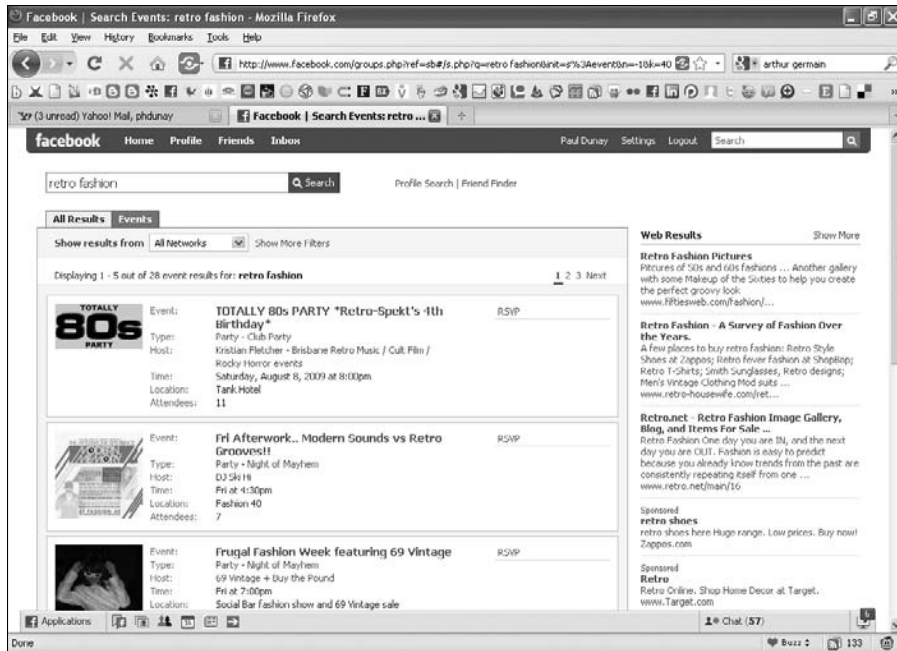 Facebook | Search Events: retro fashion - Mozilla Firefox
File Edit View History Bookmarks Tools Help
http://www.facebook.com/groups.php?ref=sb#/s.php?q=retro fashion&init=s%3Aevent&n=-1&k=40
arthur germain
(3 unread) Yahoo! Mail, phdunay
Facebook | Search Events: retro ...
facebook Home Profile Friends Inbox Paul Dunay Settings Logout Search
retro fashion Search Profile Search | Friend Finder
All Results Events
Show results from All Networks Show More Filters
Displaying 1 - 5 out of 28 event results for: retro fashion 1 2 3 Next
TOTALLY
80s
PARTY
Event: TOTALLY 80s PARTY *Retro-Spekt's 4th
Birthday*
RSVP
Type: Party - Club Party
Host: Kristian Fletcher - Brisbane Retro Music / Cult Film /
Rocky Horror events
Time: Saturday, August 8, 2009 at 8:00pm
Location: Tank Hotel
Attendees: 11
Event: Fri Afterwork.. Modern Sounds vs Retro
Grooves!!
RSVP
Type: Party - Night of Mayhem
Host: DJ Ski Hi
Time: Fri at 4:30pm
Location: Fashion 40
Attendees: 7
Event: Frugal Fashion Week featuring 69 Vintage
RSVP
Type: Party - Night of Mayhem
Host: 69 Vintage + Buy the Pound
Time: Fri at 7:00pm
Location: Social Bar fashion show and 69 Vintage sale
Web Results Show More
Retro Fashion Pictures
Pitcures of 50s and 60s fashions ... Another gallery
with some Makeup of the Sixties to help you create
the perfect groovy look
www.fiftiesweb.com/fashion/...
Retro Fashion - A Survey of Fashion Over
the Years.
A few places to buy retro fashion: Retro Style
Shoes at Zappos; Retro fever fashion at ShopBop;
Retro T-Shirts; Smith Sunglasses, Retro designs;
Men's Vintage Clothing Mod suits ...
www.retro-housewife.com/ret...
Retro.net - Retro Fashion Image Gallery,
Blog, and Items For Sale ...
Retro Fashion One day you are IN, and the next
day you are OUT. Fashion is easy to predict
because you already know trends from the past are
consistently repeating itself from one ...
www.retro.net/main/16
Sponsored
retro shoes
retro shoes here Huge range. Low prices. Buy now!
Zappos.com
Sponsored
Retro
Retro Online. Shop Home Decor at Target.
www.Target.com
Applications Chat (57)
Done Buzz 133